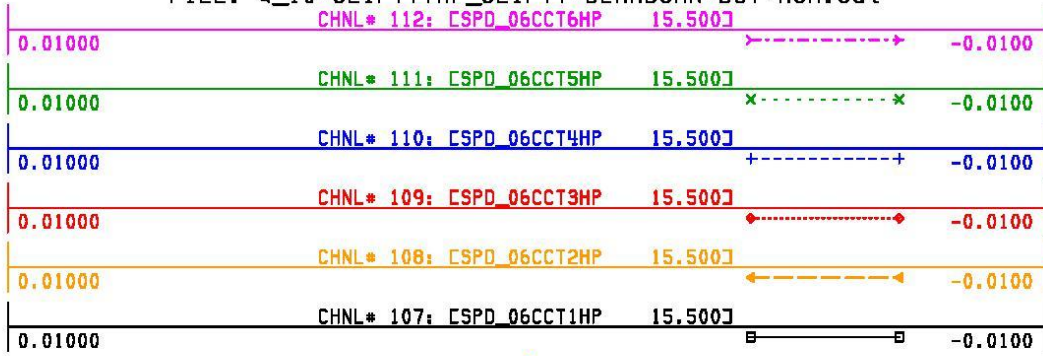 CHNL# 112: [SPD_06CCT6HP 15.500]
0.01000 -0.0100
CHNL# 111: [SPD_06CCT5HP 15.500]
0.01000 -0.0100
CHNL# 110: [SPD_06CCT4HP 15.500]
0.01000 -0.0100
CHNL# 109: [SPD_06CCT3HP 15.500]
0.01000 -0.0100
CHNL# 108: [SPD_06CCT2HP 15.500]
0.01000 -0.0100
CHNL# 107: [SPD_06CCT1HP 15.500]
0.01000 -0.0100